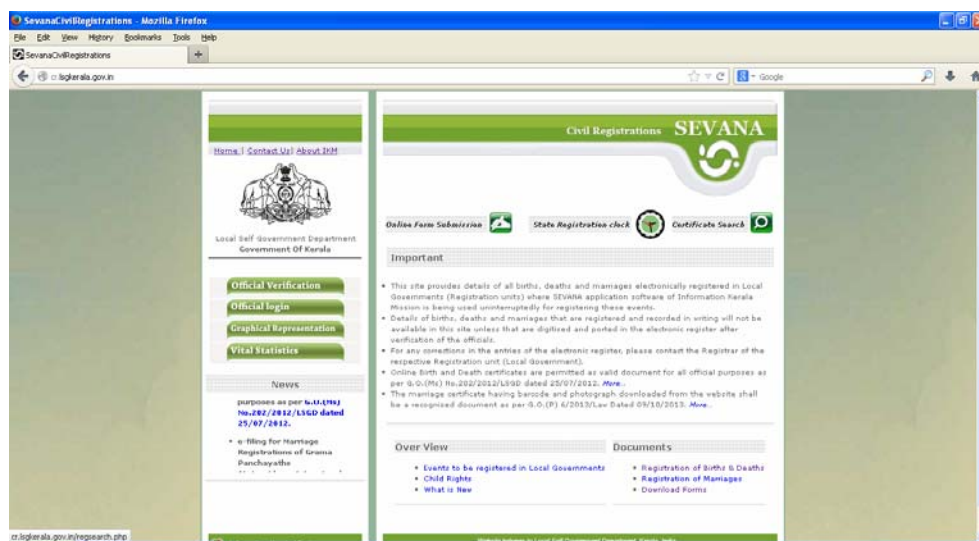 SevanaCivilRegistrations - Mozilla Firefox
File Edit View History Bookmarks Tools Help
SevanaCivilRegistrations
cr.lsgkerala.gov.in
Google
Home | Contact Us| About IKM
Local Self Government Department
Government Of Kerala
Official Verification
Official login
Graphical Representation
Vital Statistics
News
purposes as per G.O.(Ms)
No.202/2012/LSGD dated
25/07/2012.
• e-filing for Marriage
Registrations of Grama
Panchayathe
Civil Registrations SEVANA
Online Form Submission
State Registration clock
Certificate Search
Important
• This site provides details of all births, deaths and marriages electronically registered in Local
Governments (Registration units) where SEVANA application software of Information Kerala
Mission is being used uninterruptedly for registering these events.
• Details of births, deaths and marriages that are registered and recorded in writing will not be
available in this site unless that are digitized and ported in the electronic register after
verification of the officials.
• For any corrections in the entries of the electronic register, please contact the Registrar of the
respective Registration unit (Local Government).
• Online Birth and Death certificates are permitted as valid document for all official purposes as
per G.O.(Ms) No.202/2012/LSGD dated 25/07/2012. More..
• The marriage certificate having barcode and photograph downloaded from the website shall
be a recognised document as per G.O.(P) 6/2013/Law Dated 09/10/2013. More..
Over View
• Events to be registered in Local Governments
• Child Rights
• What is New
Documents
• Registration of Births & Deaths
• Registration of Marriages
• Download Forms
cr.lsgkerala.gov.in/regsearch.php